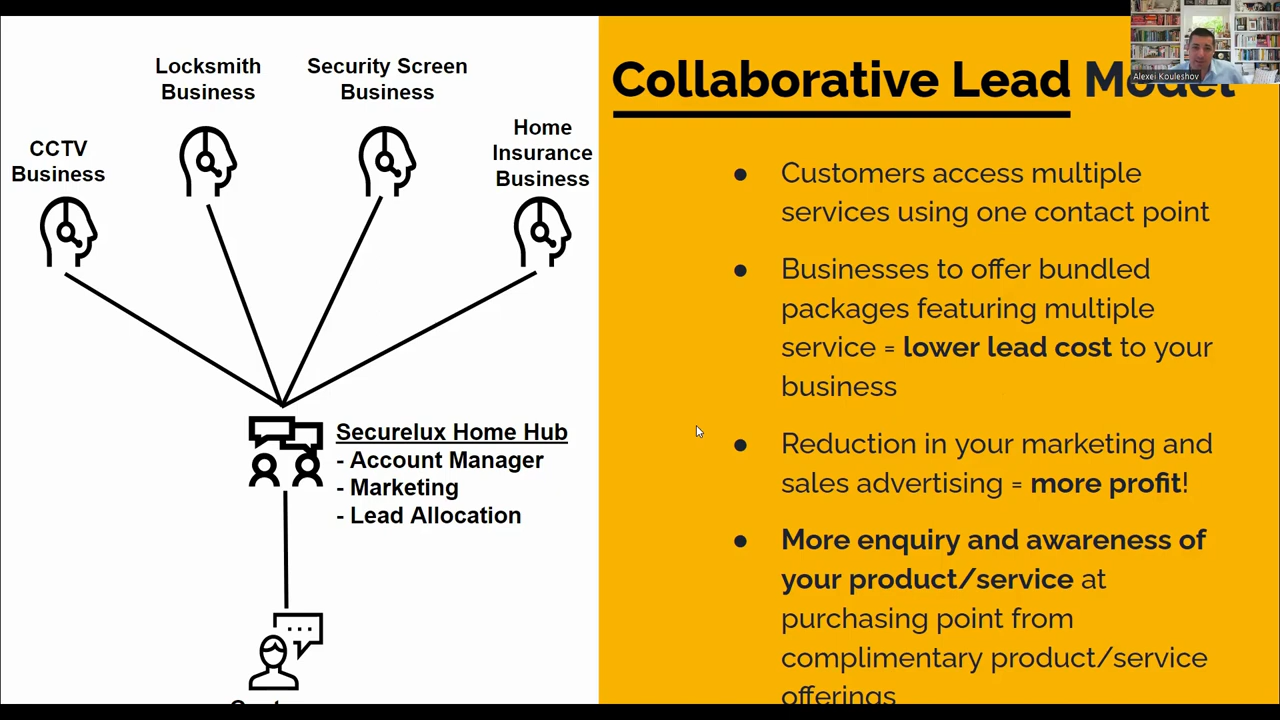 Locksmith
Business
Security Screen
Business
Home
Insurance
Business
CCTV
Business
Securelux Home Hub
- Account Manager
- Marketing
- Lead Allocation
Collaborative Lead Model
Alexei Kouleshov
● Customers access multiple
services using one contact point
● Businesses to offer bundled
packages featuring multiple
service = lower lead cost to your
business
● Reduction in your marketing and
sales advertising = more profit!
● More enquiry and awareness of
your product/service at
purchasing point from
complimentary product/service
offerings